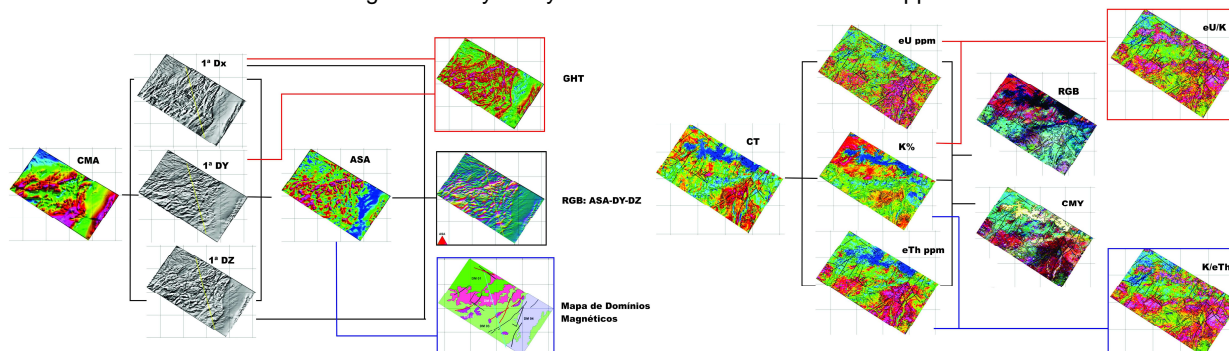 CMA
1ª Dx
1ª DY
1ª DZ
ASA
GHT
RGB: ASA-DY-DZ
Mapa de Domínios
Magnéticos
CT
eU ppm
K%
eTh ppm
RGB
CMY
eU/K
K/eTh